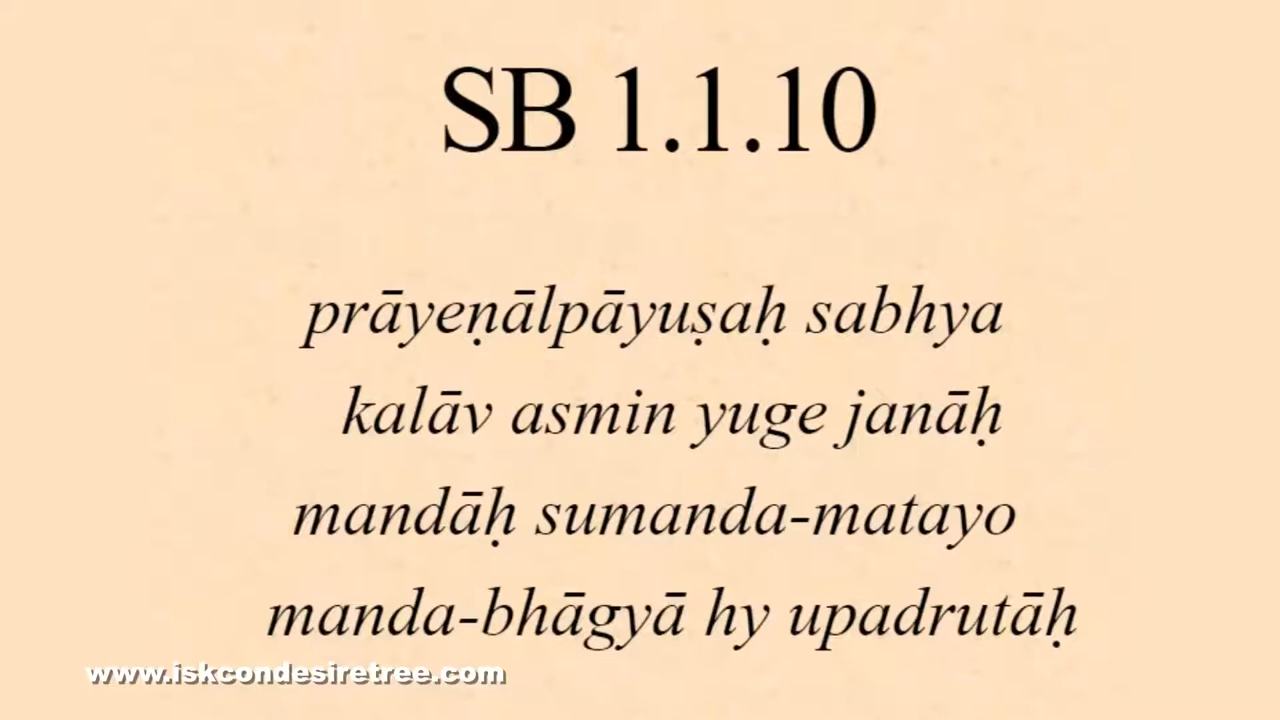 SB 1.1.10
prāyeṇālpāyuṣaḥ sabhya
kalāv asmin yuge janāḥ
mandāḥ sumanda-matayo
manda-bhāgyā hy upadrutāḥ
www.iskcondesiretree.com